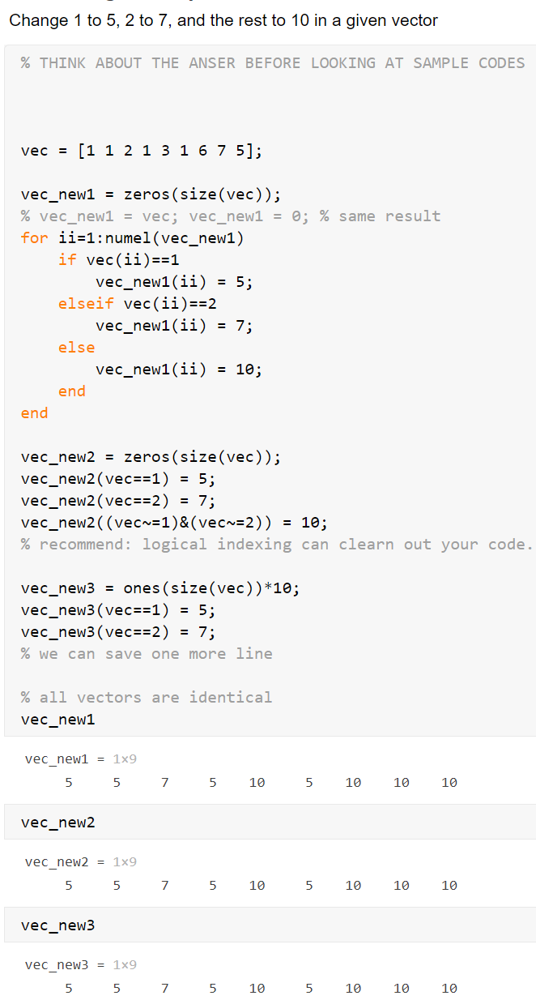 Change 1 to 5, 2 to 7, and the rest to 10 in a given vector
% THINK ABOUT THE ANSER BEFORE LOOKING AT SAMPLE CODES
vec = [1 1 2 1 3 1 6 7 5];
vec_new1 = zeros(size(vec));
% vec_new1 = vec; vec_new1 = 0; % same result
for ii=1:numel(vec_new1)
    if vec(ii)==1
        vec_new1(ii) = 5;
    elseif vec(ii)==2
        vec_new1(ii) = 7;
    else
        vec_new1(ii) = 10;
    end
end
vec_new2 = zeros(size(vec));
vec_new2(vec==1) = 5;
vec_new2(vec==2) = 7;
vec_new2((vec~=1)&(vec~=2)) = 10;
% recommend: logical indexing can clearn out your code.
vec_new3 = ones(size(vec))*10;
vec_new3(vec==1) = 5;
vec_new3(vec==2) = 7;
% we can save one more line
% all vectors are identical
vec_new1
vec_new1 = 1×9
5 5 7 5 10 5 10 10 10
vec_new2
vec_new2 = 1×9
5 5 7 5 10 5 10 10 10
vec_new3
vec_new3 = 1×9
5 5 7 5 10 5 10 10 10